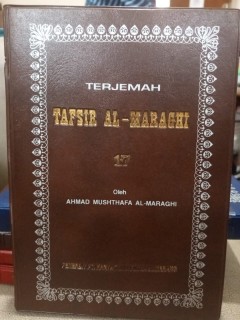 TERJEMAH
TAFSIR AL-MARAGHI
17
Oleh
AHMAD MUSHTHAFA AL-MARAGHI